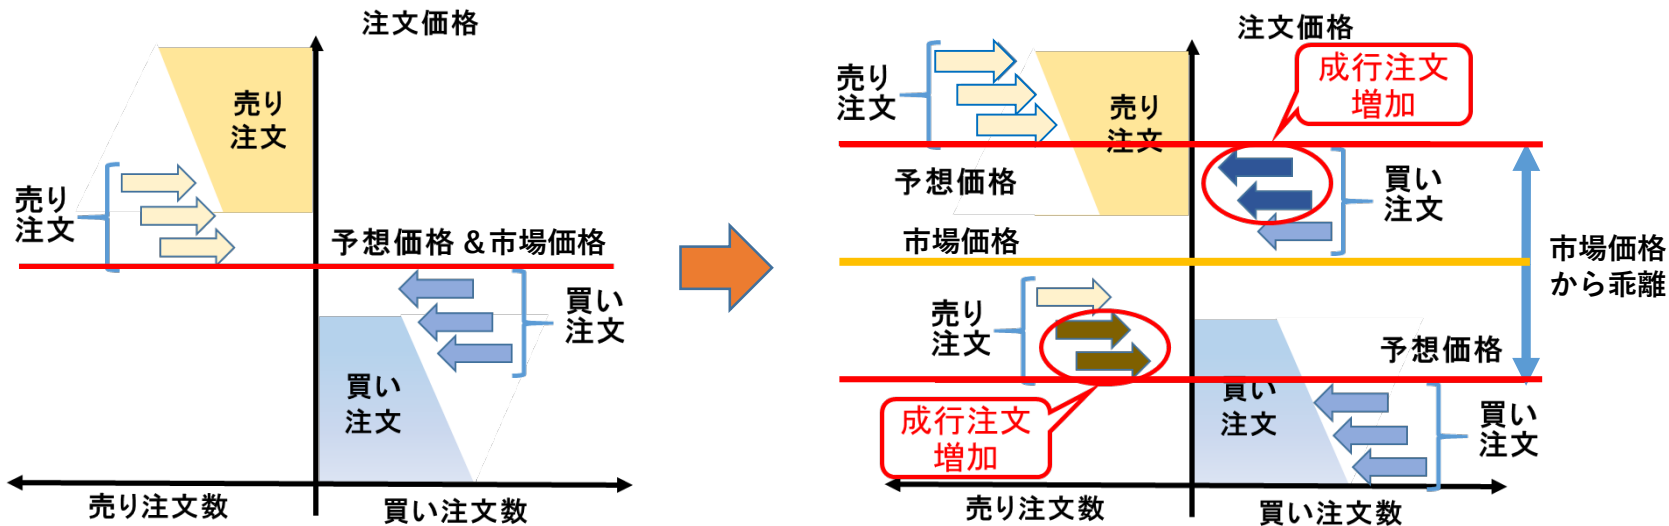 注文価格
売り
注文
売り
注文
予想価格&市場価格
買い
注文
買い
注文
売り注文数
買い注文数
注文価格
成行注文
増加
売り
注文
売り
注文
予想価格
買い
注文
市場価格
市場価格
から乖離
売り
注文
予想価格
買い
注文
成行注文
増加
買い
注文
売り注文数
買い注文数